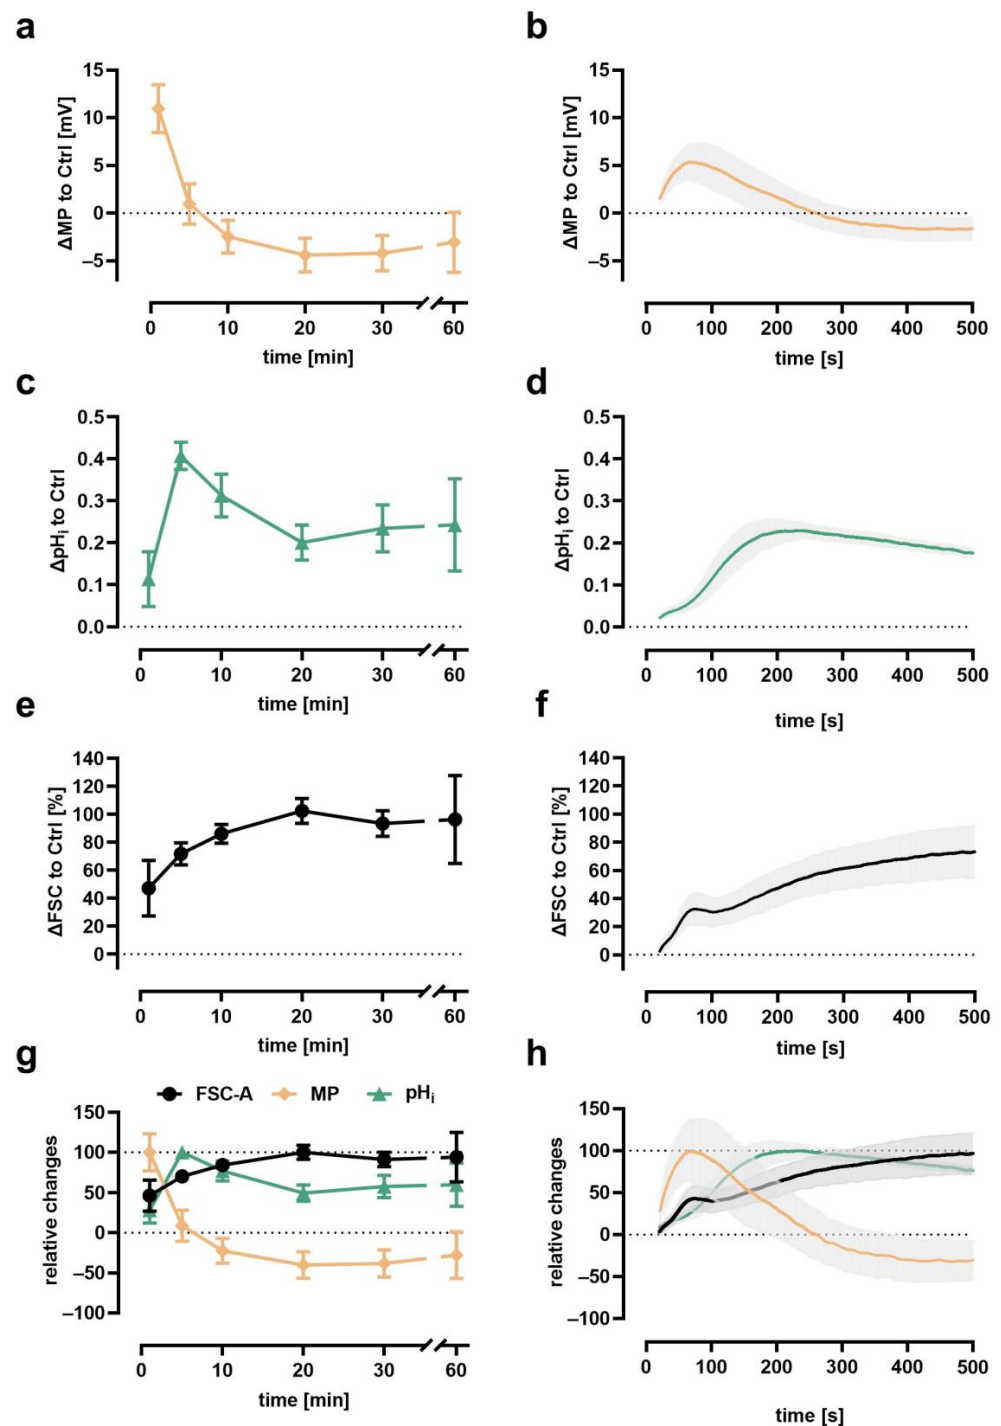 a
ΔMP to Ctrl [mV]
15
10
5
0
–5
0 10 20 30 60
time [min]
b
ΔMP to Ctrl [mV]
15
10
5
0
–5
0 100 200 300 400 500
time [s]
c
ΔpHi to Ctrl
0.5
0.4
0.3
0.2
0.1
0.0
0 10 20 30 60
time [min]
d
ΔpHi to Ctrl
0.5
0.4
0.3
0.2
0.1
0.0
0 100 200 300 400 500
time [s]
e
ΔFSC to Ctrl [%]
140
120
100
80
60
40
20
0
0 10 20 30 60
time [min]
f
ΔFSC to Ctrl [%]
140
120
100
80
60
40
20
0
0 100 200 300 400 500
time [s]
g
FSC-A MP pHi
relative changes
150
100
50
0
–50
–100
0 10 20 30 60
time [min]
h
relative changes
150
100
50
0
–50
–100
0 100 200 300 400 500
time [s]